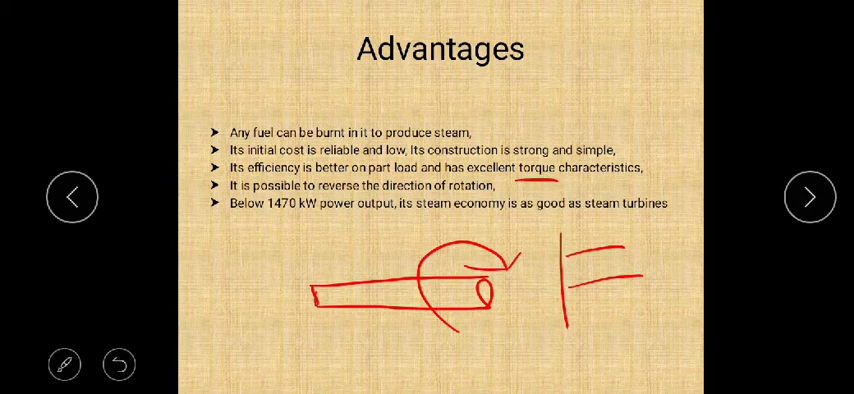 Advantages
Any fuel can be burnt in it to produce steam,
Its initial cost is reliable and low, Its construction is strong and simple,
Its efficiency is better on part load and has excellent torque characteristics,
It is possible to reverse the direction of rotation,
Below 1470 kW power output, its steam economy is as good as steam turbines
F